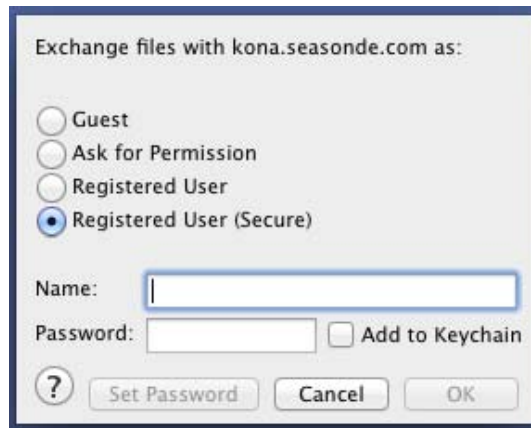 Exchange files with kona.seasonde.com as:
Guest
Ask for Permission
Registered User
Registered User (Secure)
Name:
Password: Add to Keychain
? Set Password Cancel OK